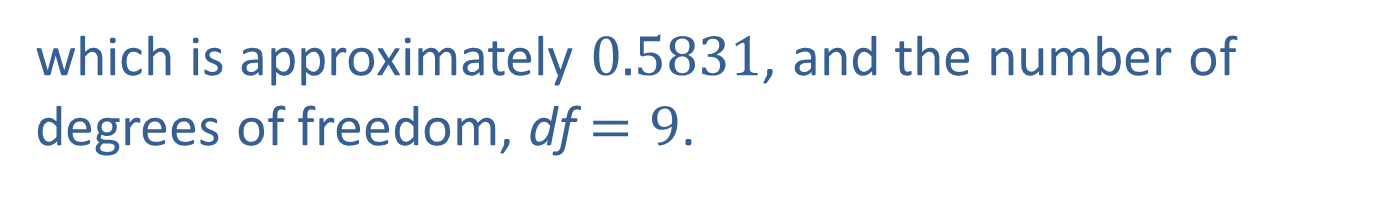 which is approximately 0.5831, and the number of
degrees of freedom, df = 9.